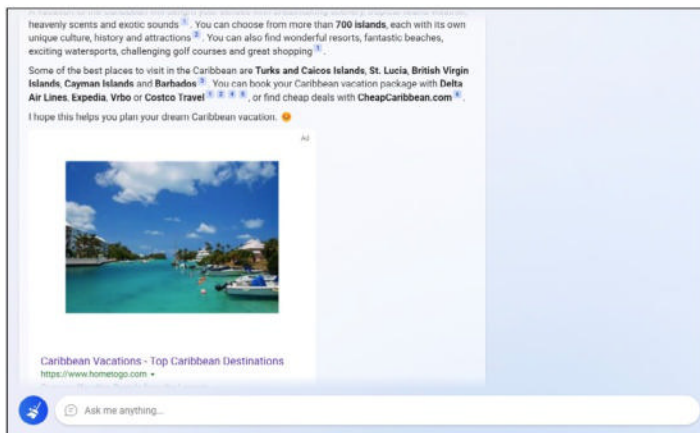 heavenly scents and exotic sounds 1. You can choose from more than 700 islands, each with its own
unique culture, history and attractions 2. You can also find wonderful resorts, fantastic beaches,
exciting watersports, challenging golf courses and great shopping 1.
Some of the best places to visit in the Caribbean are Turks and Caicos Islands, St. Lucia, British Virgin
Islands, Cayman Islands and Barbados 3. You can book your Caribbean vacation package with Delta
Air Lines, Expedia, Vrbo or Costco Travel 1 2 4 5, or find cheap deals with CheapCaribbean.com 6.
I hope this helps you plan your dream Caribbean vacation. 😊
Ad
Caribbean Vacations - Top Caribbean Destinations
https://www.hometogo.com
Ask me anything...